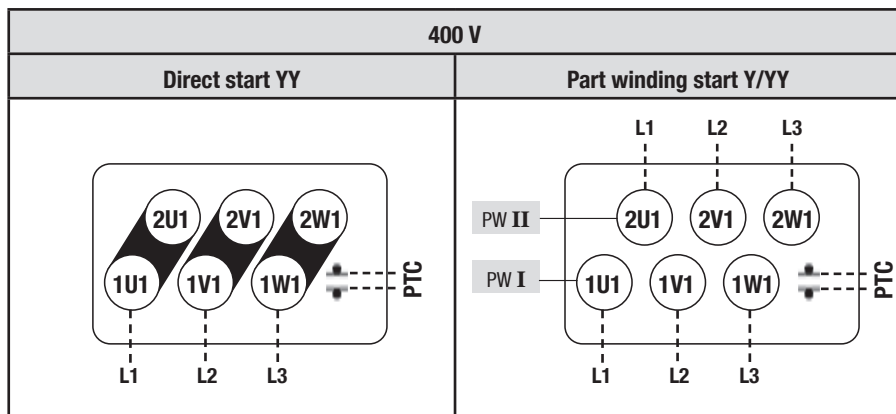 400 V
Direct start YY
Part winding start Y/YY
2U1 2V1 2W1
1U1 1V1 1W1
PTC
L1 L2 L3
L1 L2 L3
PW II
2U1 2V1 2W1
PW I
1U1 1V1 1W1
PTC
L1 L2 L3